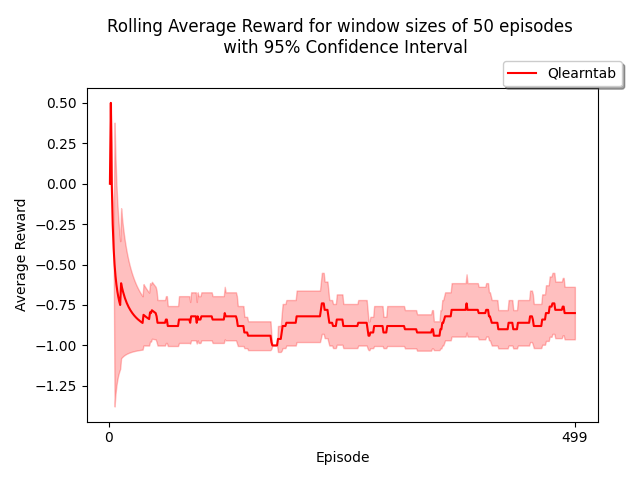 Rolling Average Reward for window sizes of 50 episodes
with 95% Confidence Interval
Qlearntab
0.50
0.25
0.00
−0.25
−0.50
−0.75
−1.00
−1.25
Average Reward
0
499
Episode